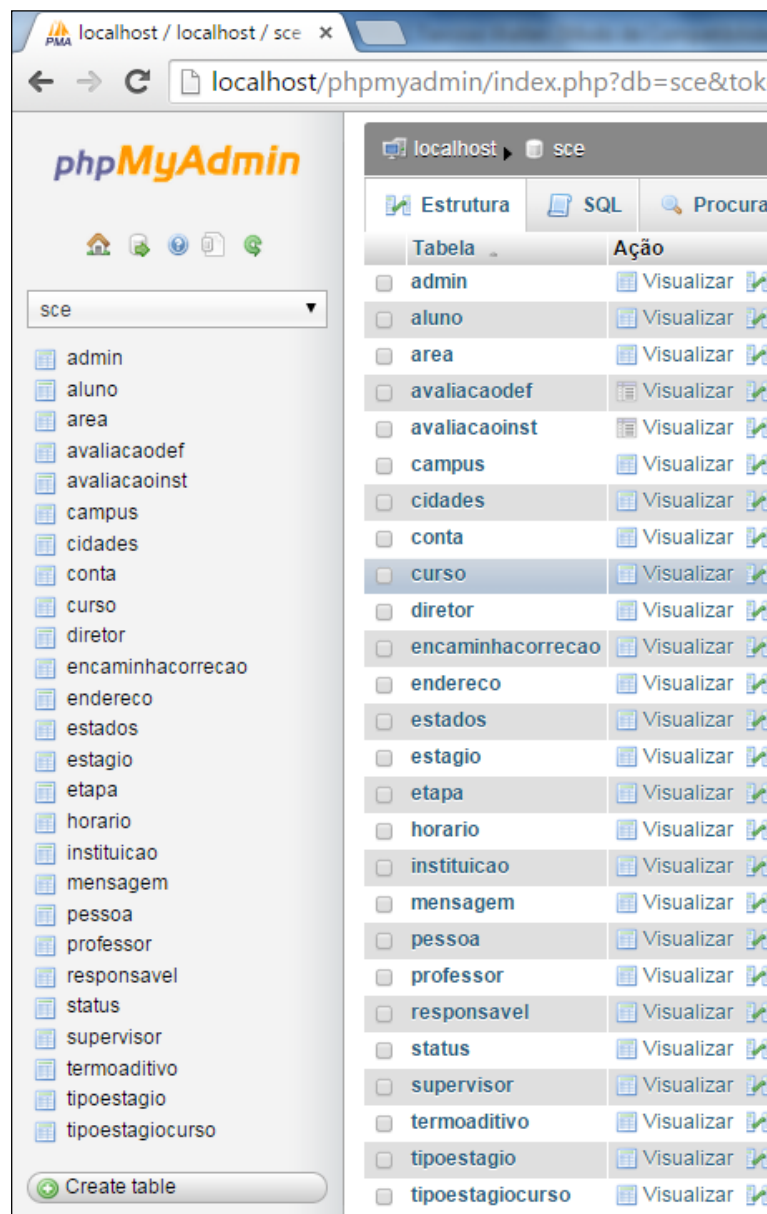 localhost / localhost / sce ×
localhost/phpmyadmin/index.php?db=sce&tok
phpMyAdmin
sce
admin
aluno
area
avaliacaodef
avaliacaoinst
campus
cidades
conta
curso
diretor
encaminhacorrecao
endereco
estados
estagio
etapa
horario
instituicao
mensagem
pessoa
professor
responsavel
status
supervisor
termoaditivo
tipoestagio
tipoestagiocurso
Create table
localhost ▸ sce
Estrutura SQL Procura
Tabela Ação
admin Visualizar
aluno Visualizar
area Visualizar
avaliacaodef Visualizar
avaliacaoinst Visualizar
campus Visualizar
cidades Visualizar
conta Visualizar
curso Visualizar
diretor Visualizar
encaminhacorrecao Visualizar
endereco Visualizar
estados Visualizar
estagio Visualizar
etapa Visualizar
horario Visualizar
instituicao Visualizar
mensagem Visualizar
pessoa Visualizar
professor Visualizar
responsavel Visualizar
status Visualizar
supervisor Visualizar
termoaditivo Visualizar
tipoestagio Visualizar
tipoestagiocurso Visualizar